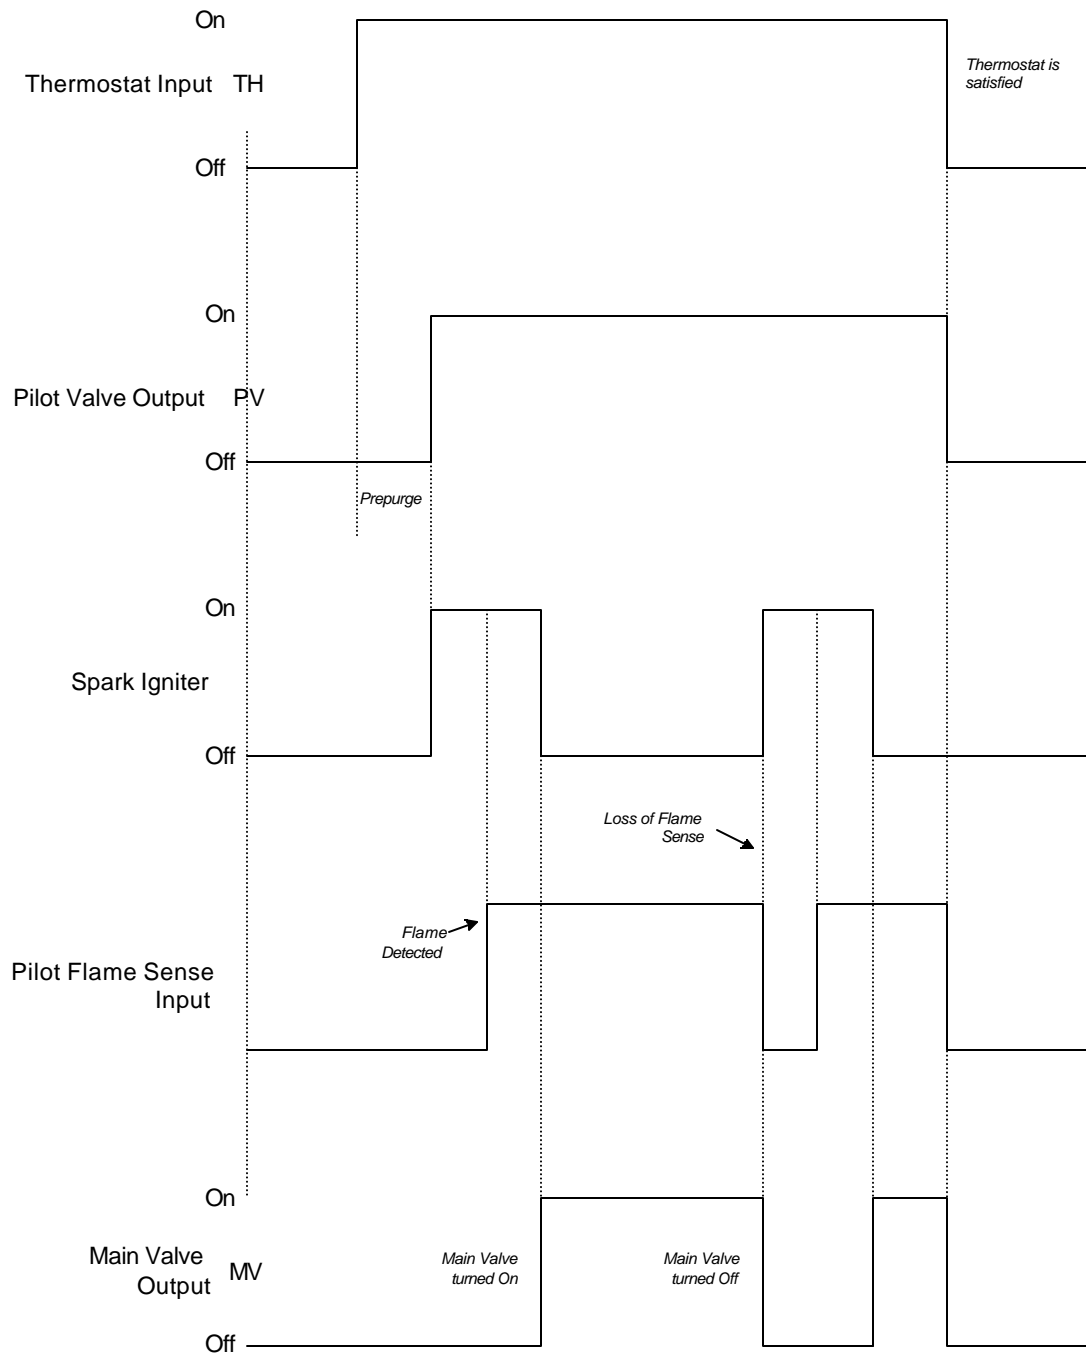 On
Thermostat Input TH
Thermostat is
satisfied
Off
On
Pilot Valve Output PV
Off
Prepurge
On
Spark Igniter
Off
Loss of Flame
Sense
Flame
Detected
Pilot Flame Sense
Input
On
Main Valve
Output MV
Main Valve
turned On
Main Valve
turned Off
Off